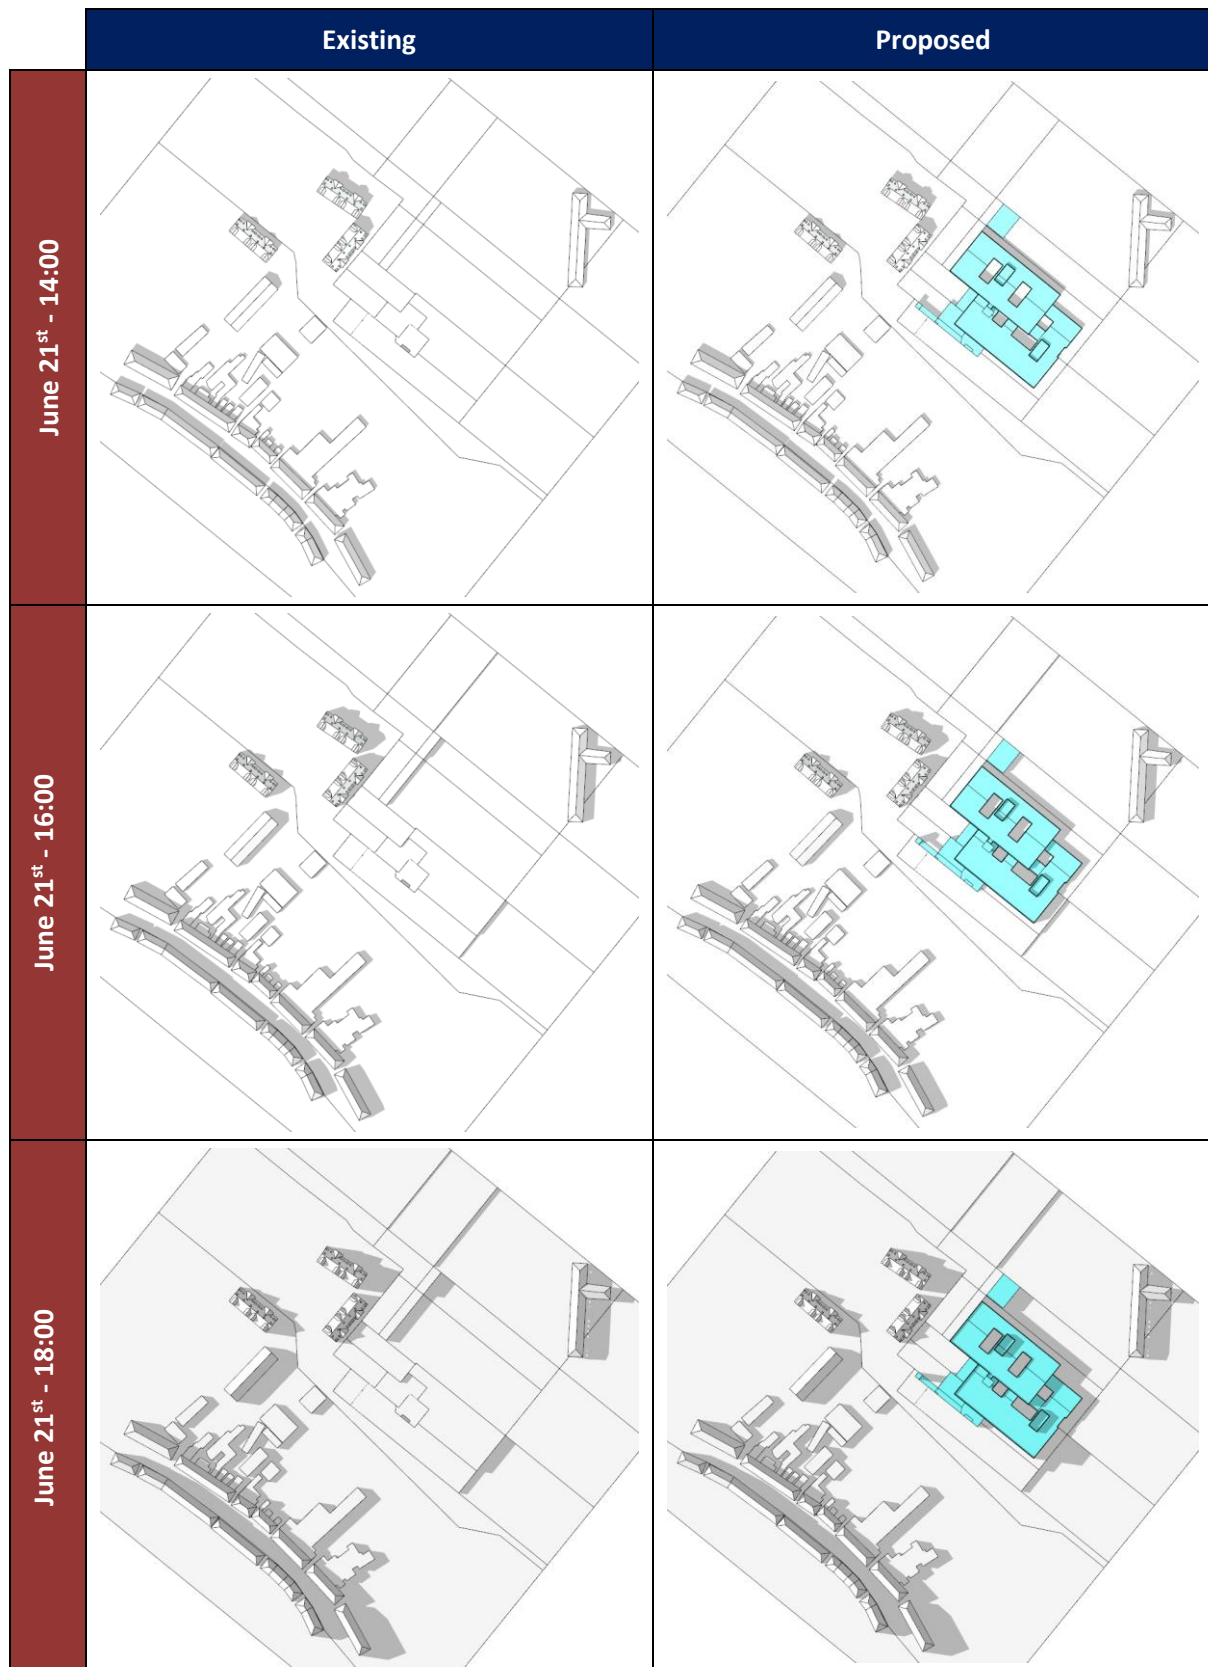 Existing
Proposed
June 21st - 14:00
June 21st - 16:00
June 21st - 18:00